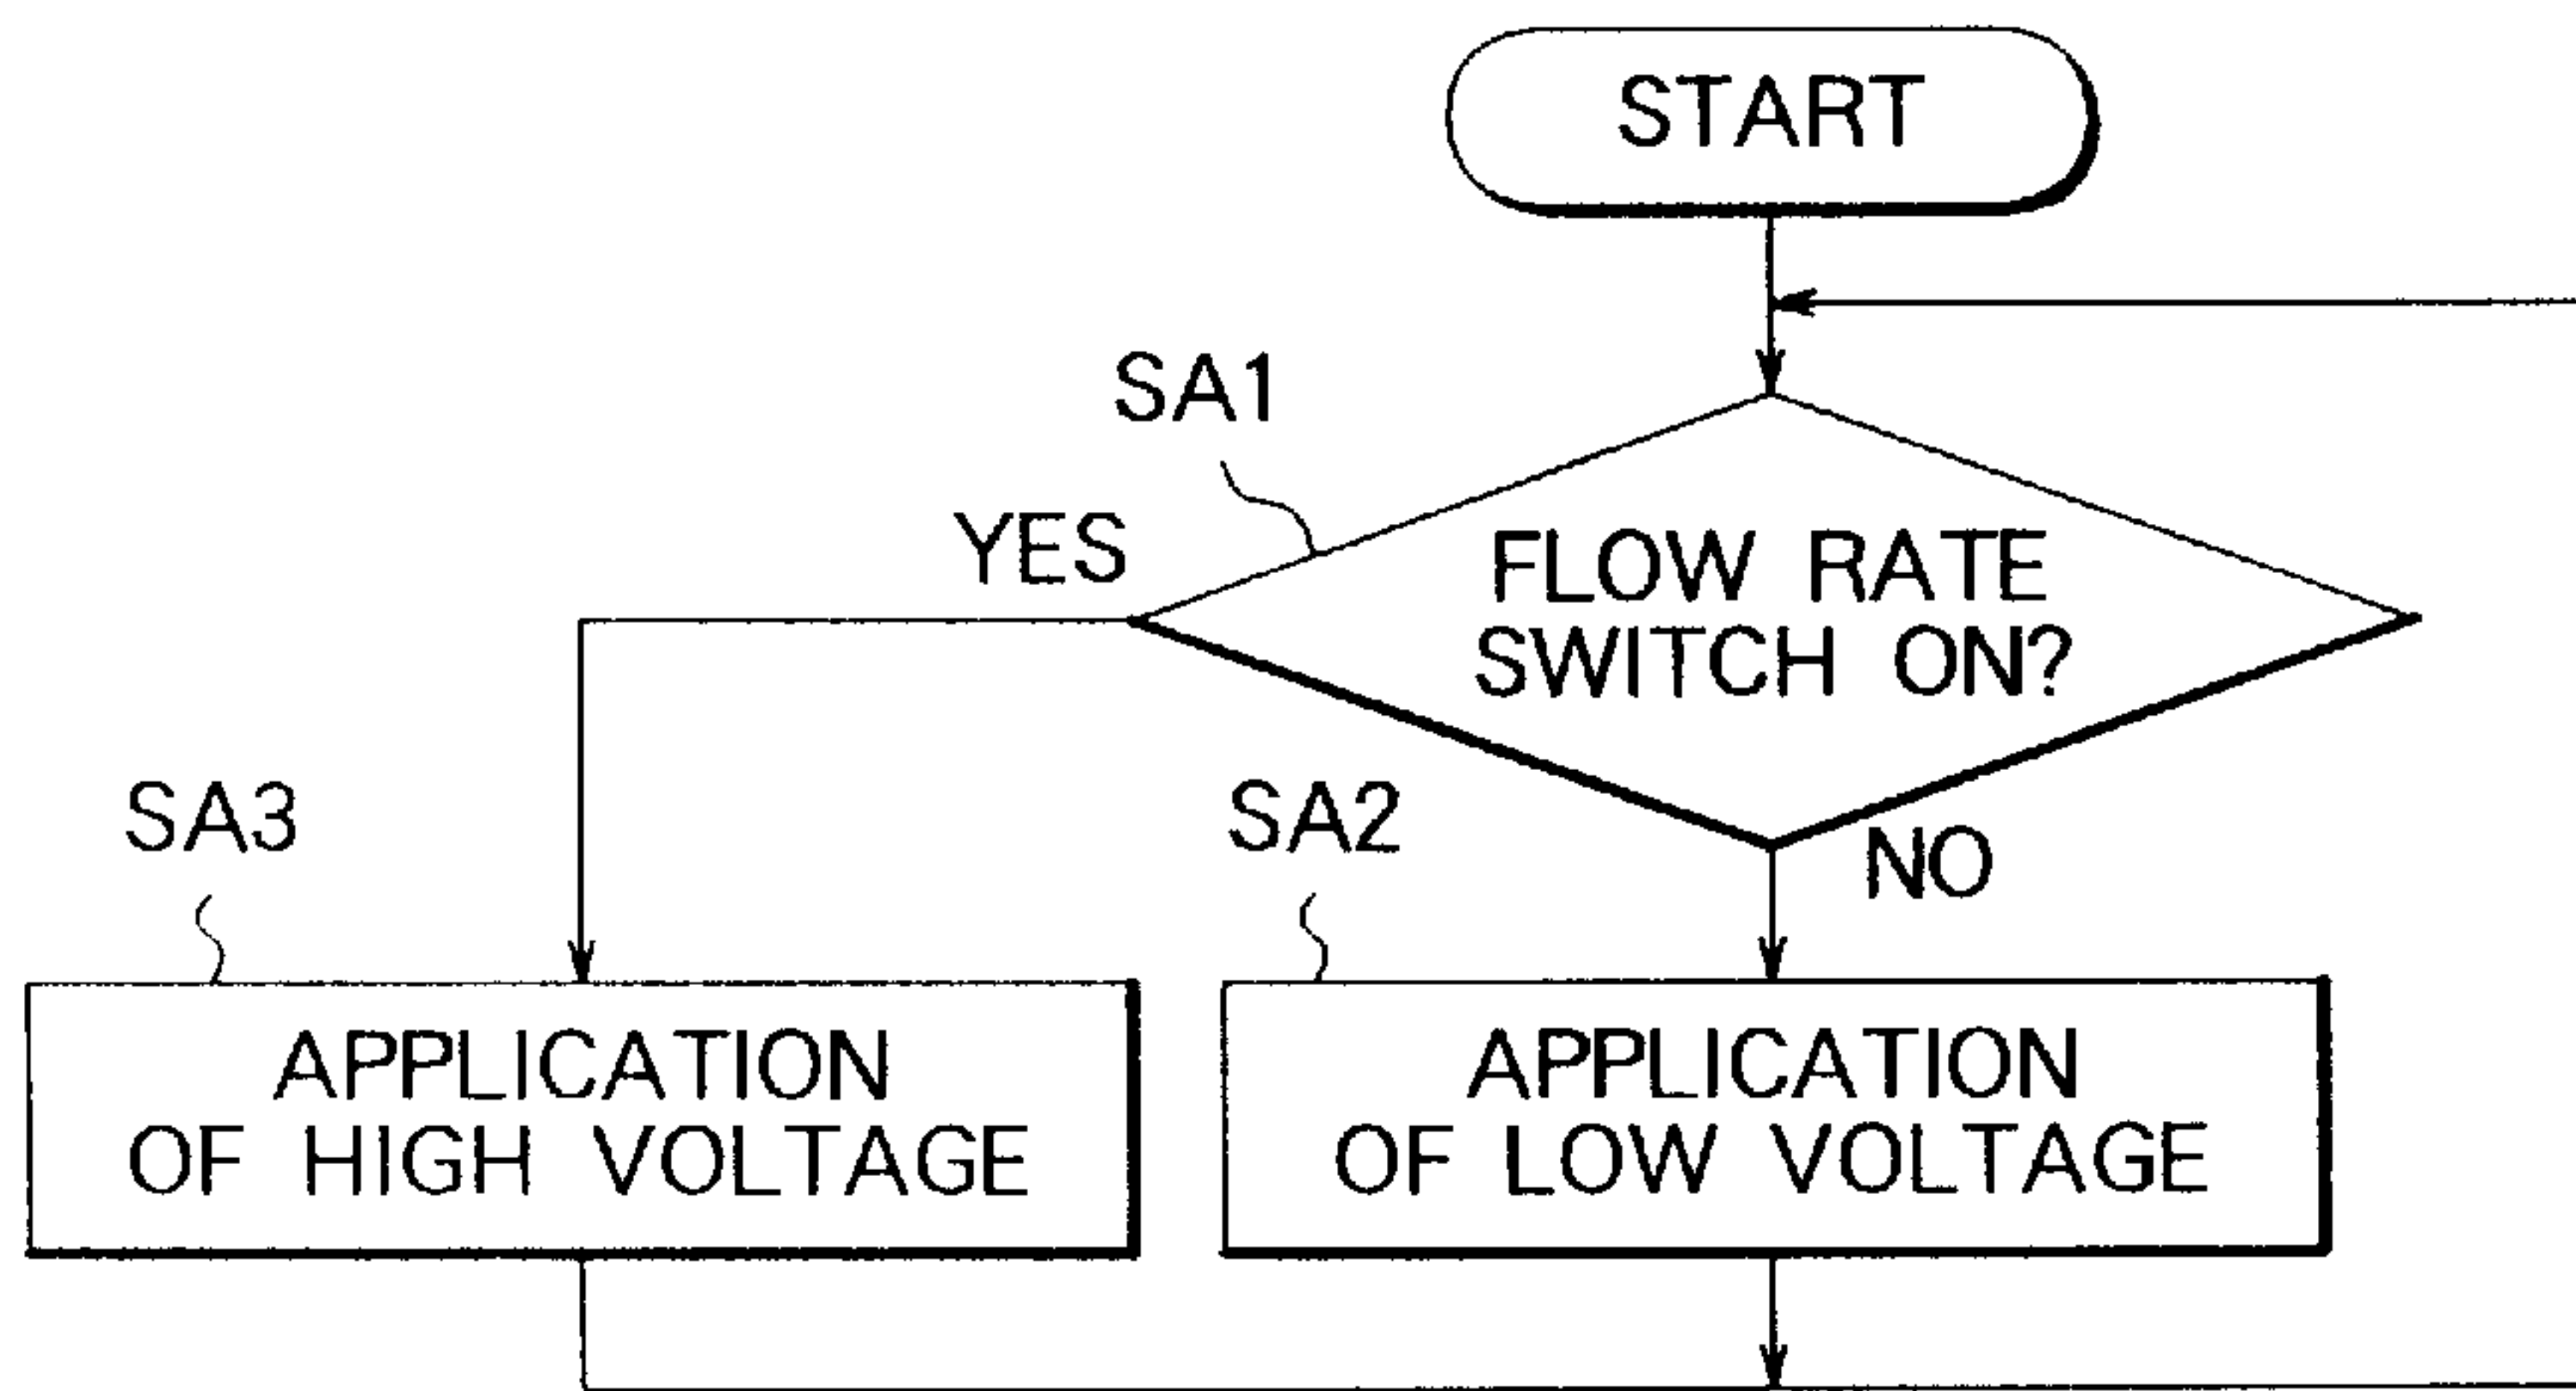 START
SA1
YES
FLOW RATE
SWITCH ON?
SA3
SA2
NO
APPLICATION
OF HIGH VOLTAGE
APPLICATION
OF LOW VOLTAGE